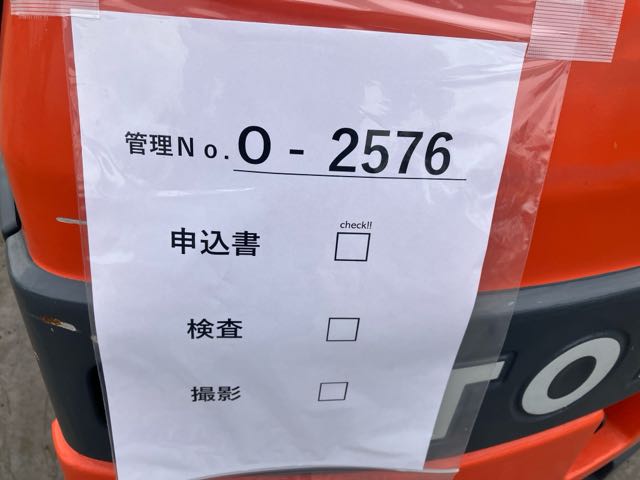 管理No. O - 2576
check!!
申込書 □
検査 □
撮影 □
TO